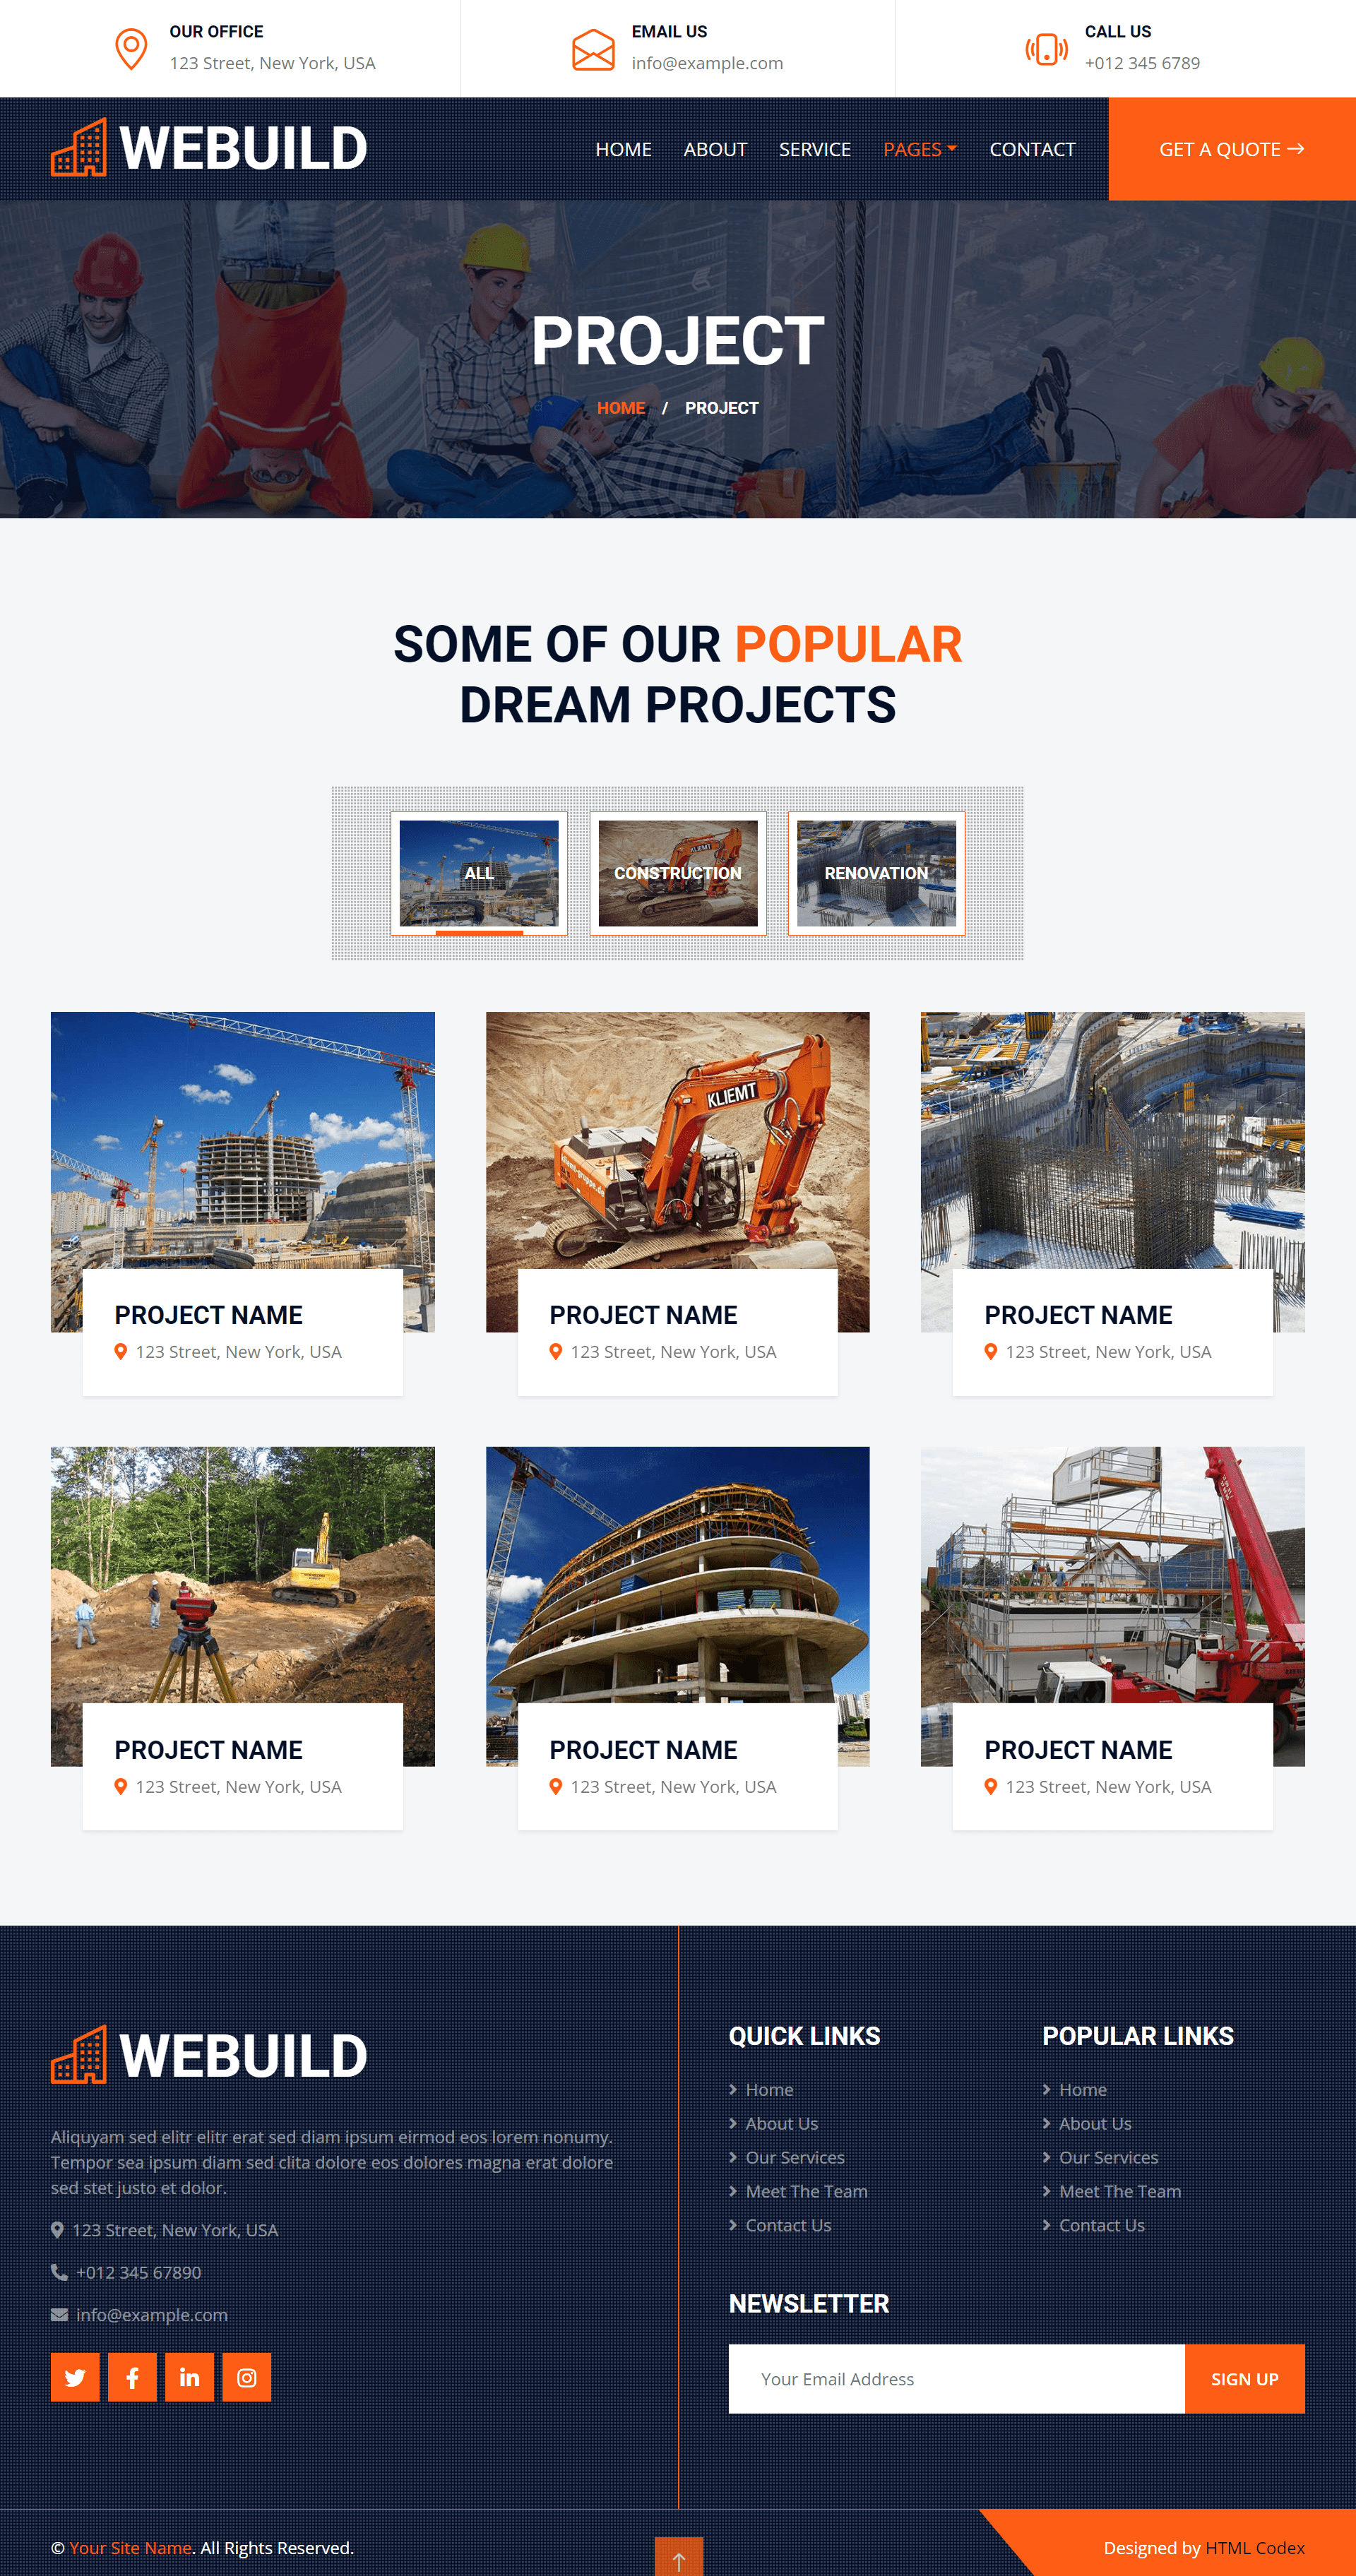 OUR OFFICE
123 Street, New York, USA
EMAIL US
info@example.com
CALL US
+012 345 6789
WEBUILD
HOME
ABOUT
SERVICE
PAGES
CONTACT
GET A QUOTE
PROJECT
HOME / PROJECT
SOME OF OUR POPULAR
DREAM PROJECTS
ALL
KLIEMT
CONSTRUCTION
RENOVATION
KLIEMT
kliemt-gruppe.de
PROJECT NAME
123 Street, New York, USA
PROJECT NAME
123 Street, New York, USA
PROJECT NAME
123 Street, New York, USA
PROJECT NAME
123 Street, New York, USA
PROJECT NAME
123 Street, New York, USA
PROJECT NAME
123 Street, New York, USA
WEBUILD
Aliquyam sed elitr elitr erat sed diam ipsum eirmod eos lorem nonumy.
Tempor sea ipsum diam sed clita dolore eos dolores magna erat dolore
sed stet justo et dolor.
123 Street, New York, USA
+012 345 67890
info@example.com
QUICK LINKS
Home
About Us
Our Services
Meet The Team
Contact Us
POPULAR LINKS
Home
About Us
Our Services
Meet The Team
Contact Us
NEWSLETTER
Your Email Address
SIGN UP
© Your Site Name. All Rights Reserved.
Designed by HTML Codex